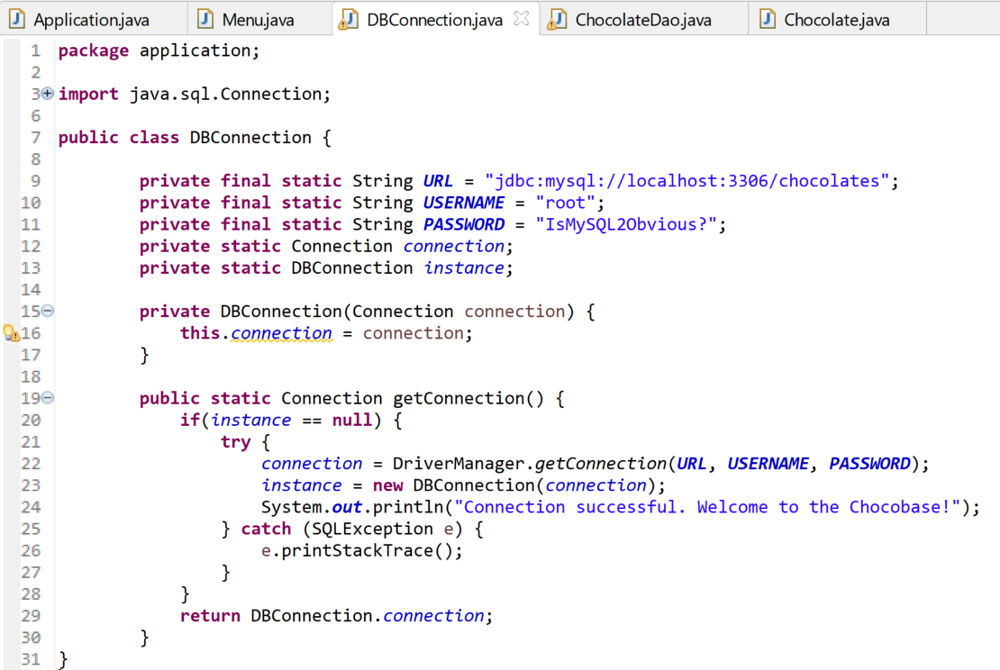 Application.java Menu.java DBConnection.java ChocolateDao.java Chocolate.java
1 package application;
2
3 import java.sql.Connection;
6
7 public class DBConnection {
8
9 private final static String URL = "jdbc:mysql://localhost:3306/chocolates";
10 private final static String USERNAME = "root";
11 private final static String PASSWORD = "IsMySQL2Obvious?";
12 private static Connection connection;
13 private static DBConnection instance;
14
15 private DBConnection(Connection connection) {
16 this.connection = connection;
17 }
18
19 public static Connection getConnection() {
20 if(instance == null) {
21 try {
22 connection = DriverManager.getConnection(URL, USERNAME, PASSWORD);
23 instance = new DBConnection(connection);
24 System.out.println("Connection successful. Welcome to the Chocobase!");
25 } catch (SQLException e) {
26 e.printStackTrace();
27 }
28 }
29 return DBConnection.connection;
30 }
31 }